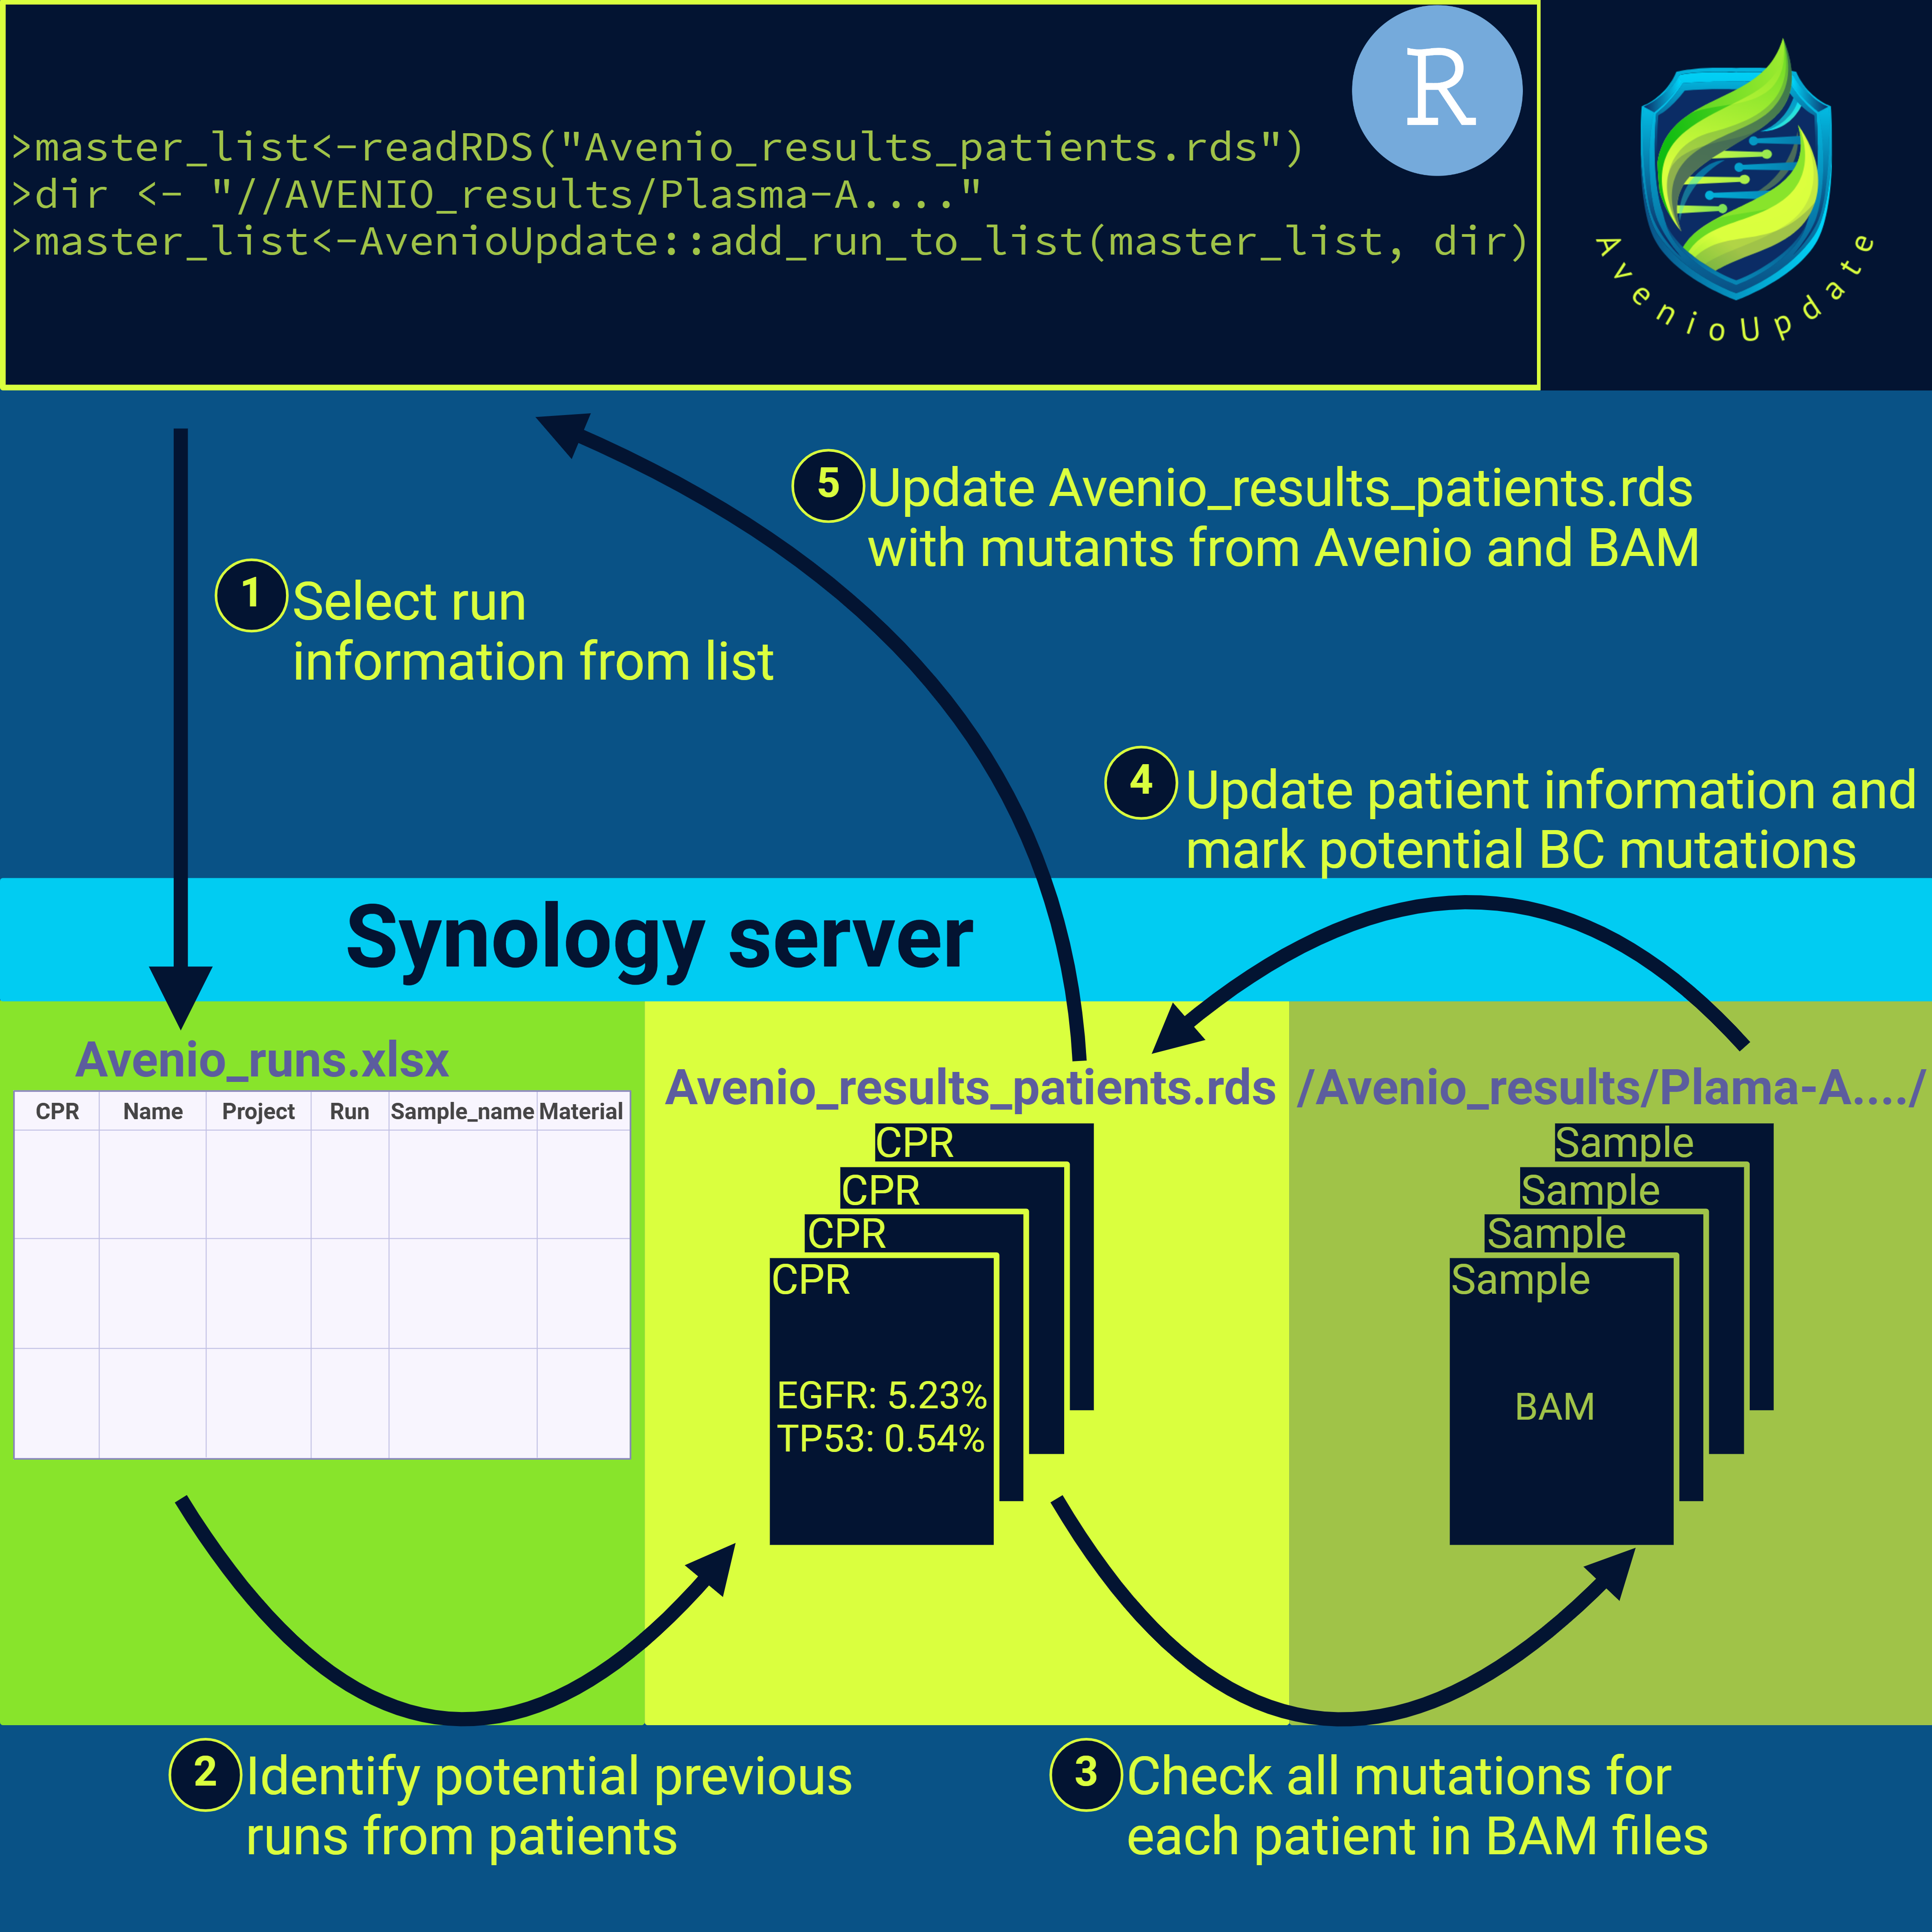 R
>master_list<-readRDS("Avenio_results_patients.rds")
>dir <- "//AVENIO_results/Plasma-A...."
>master_list<-AvenioUpdate::add_run_to_list(master_list, dir)
AvenioUpdate
5 Update Avenio_results_patients.rds
with mutants from Avenio and BAM
1 Select run
information from list
4 Update patient information and
mark potential BC mutations
Synology server
Avenio_runs.xlsx
CPR Name Project Run Sample_name Material
Avenio_results_patients.rds
CPR
CPR
CPR
CPR
EGFR: 5.23%
TP53: 0.54%
/Avenio_results/Plama-A..../
Sample
Sample
Sample
Sample
BAM
2 Identify potential previous
runs from patients
3 Check all mutations for
each patient in BAM files